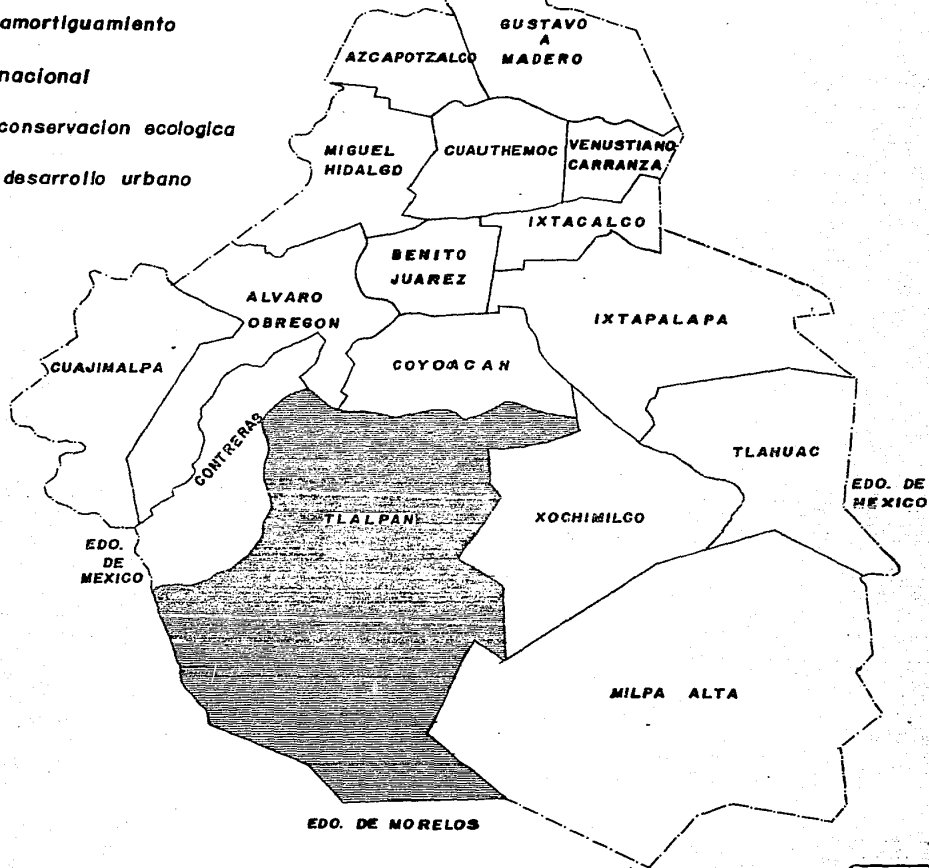 amortiguamiento
nacional
conservacion ecologica
desarrollo urbano
GUSTAVO
A
MADERO
AZCAPOTZALCO
MIGUEL
HIDALGO
CUAUTHEMOC
VENUSTIANO
CARRANZA
IXTACALCO
BENITO
JUAREZ
ALVARO
OBREGON
IXTAPALAPA
CUAJIMALPA
COYOACAN
CONTRERAS
TLAHUAC
EDO. DE
MEXICO
TLALPAN
XOCHIMILCO
EDO.
DE
MEXICO
MILPA ALTA
EDO. DE MORELOS